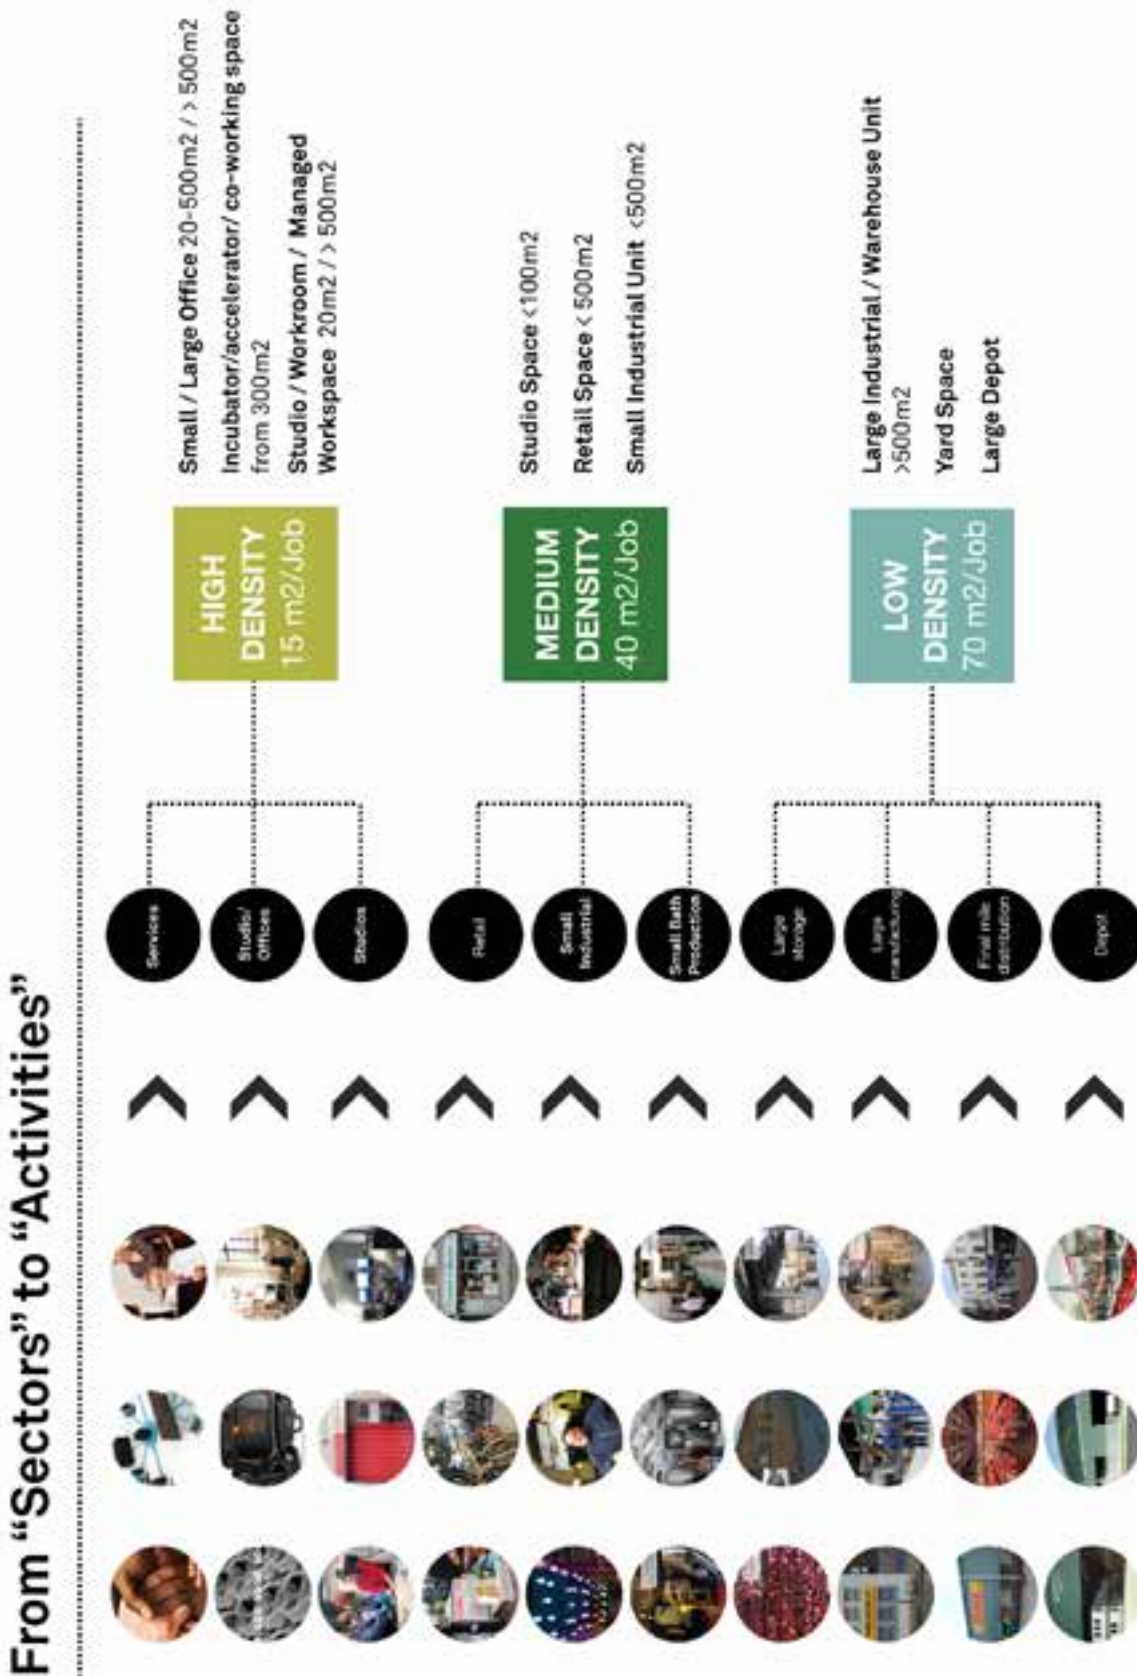 From “Sectors” to “Activities”
Services
Studio/
Offices
Studios
HIGH
DENSITY
15 m2/Job
Small / Large Office 20-500m2 / > 500m2
Incubator/accelerator/ co-working space
from 300m2
Studio / Workroom / Managed
Workspace 20m2 / > 500m2
Retail
Small
Industrial
Small Bath
Production
MEDIUM
DENSITY
40 m2/Job
Studio Space <100m2
Retail Space < 500m2
Small Industrial Unit <500m2
Large
storage
Large
manufacturing
Final mile
distribution
Depot
LOW
DENSITY
70 m2/Job
Large Industrial / Warehouse Unit
>500m2
Yard Space
Large Depot